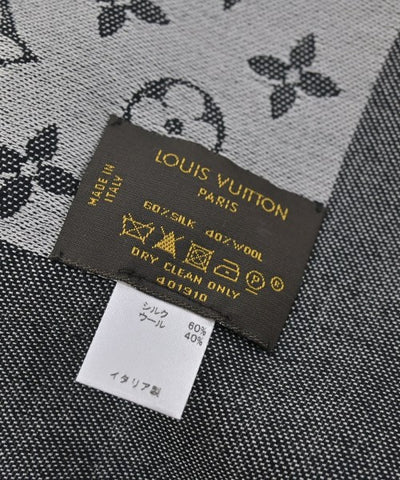 LOUIS VUITTON
PARIS
MADE IN
ITALY
60%SILK 40%WOOL
P
DRY CLEAN ONLY
401910
シルク 60%
ウール 40%
イタリア製